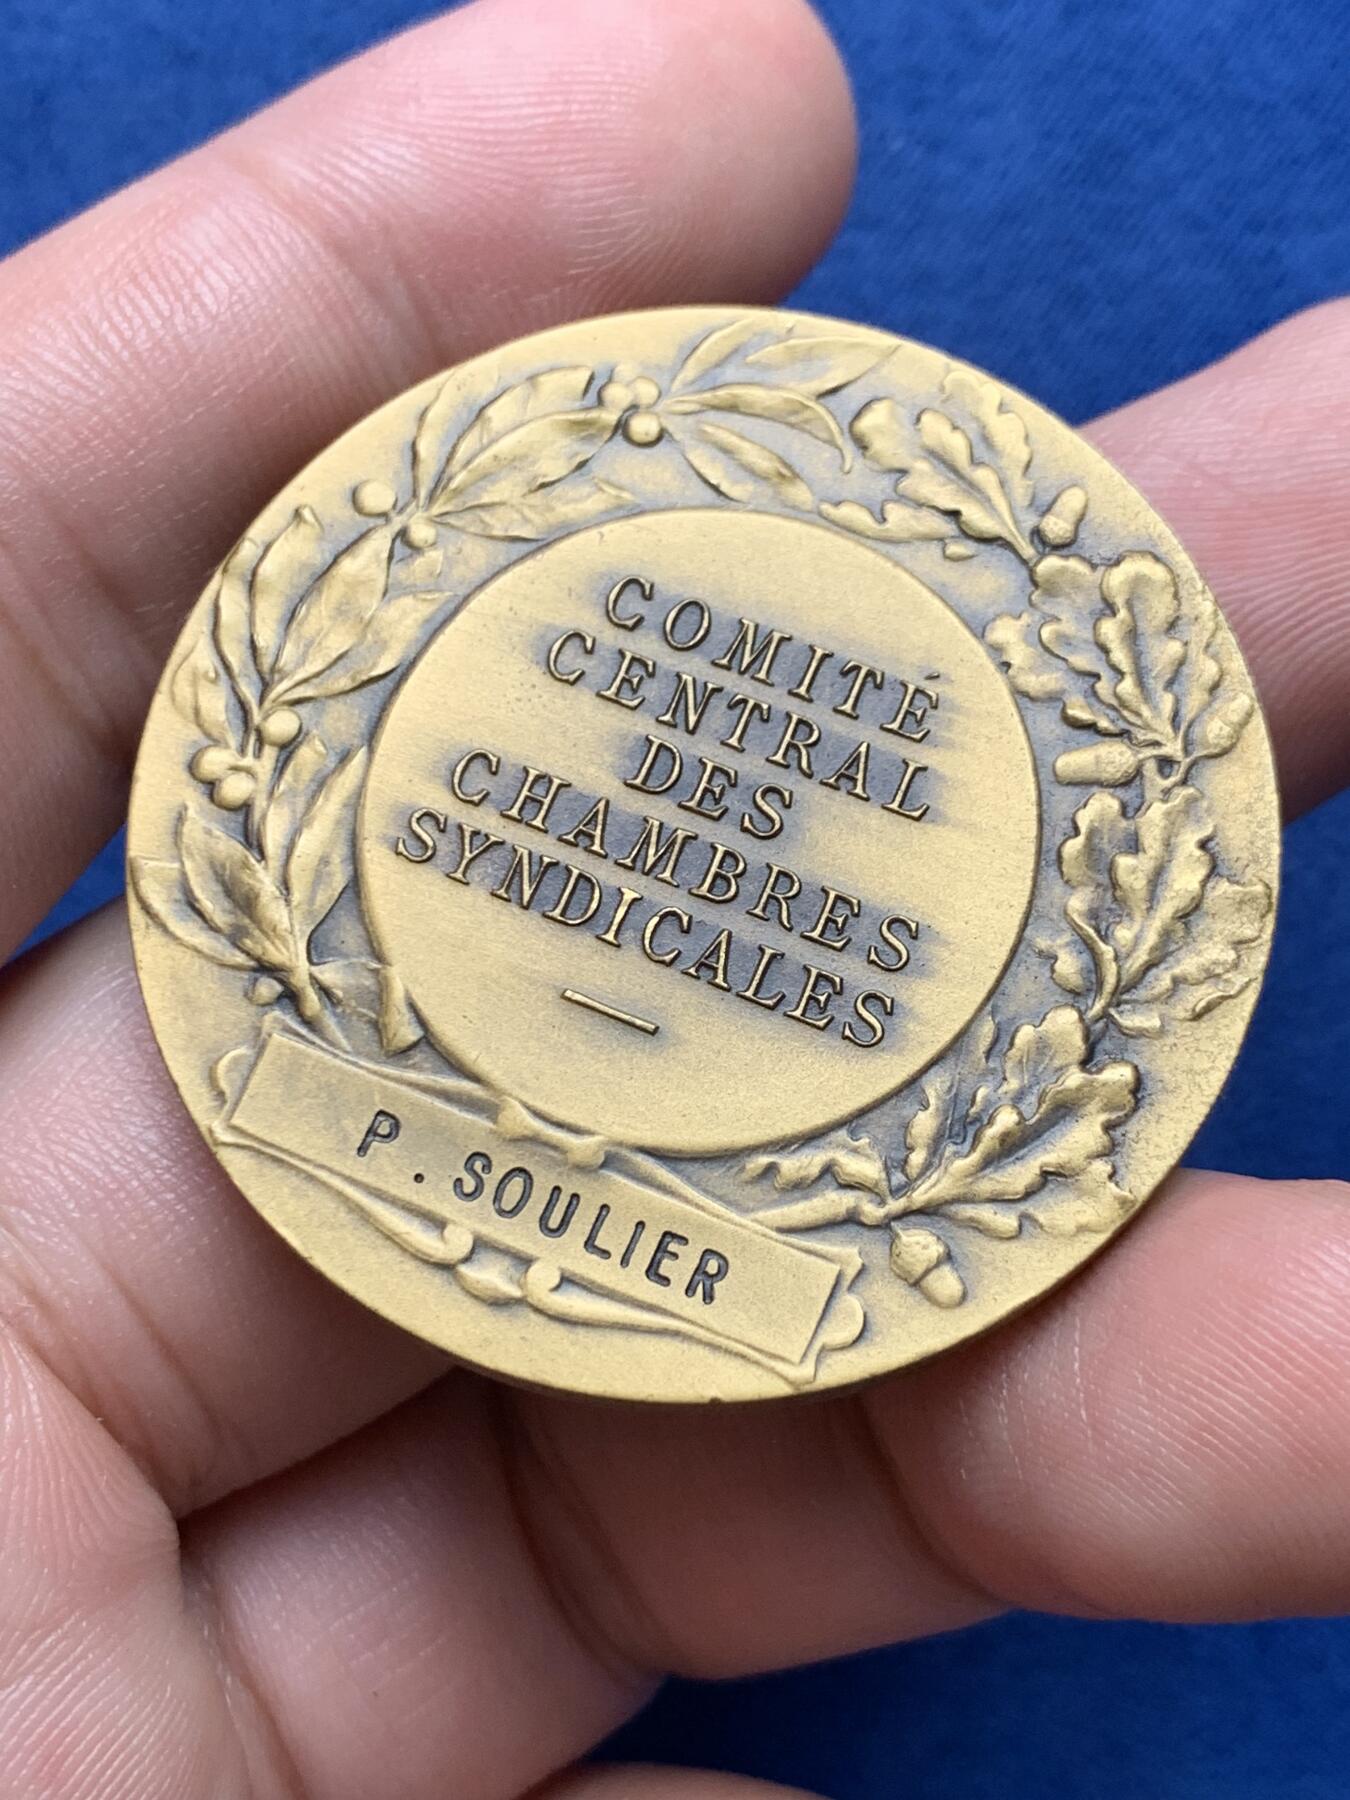 COMITÉ
CENTRAL
DES
CHAMBRES
SYNDICALES
P. SOULIER